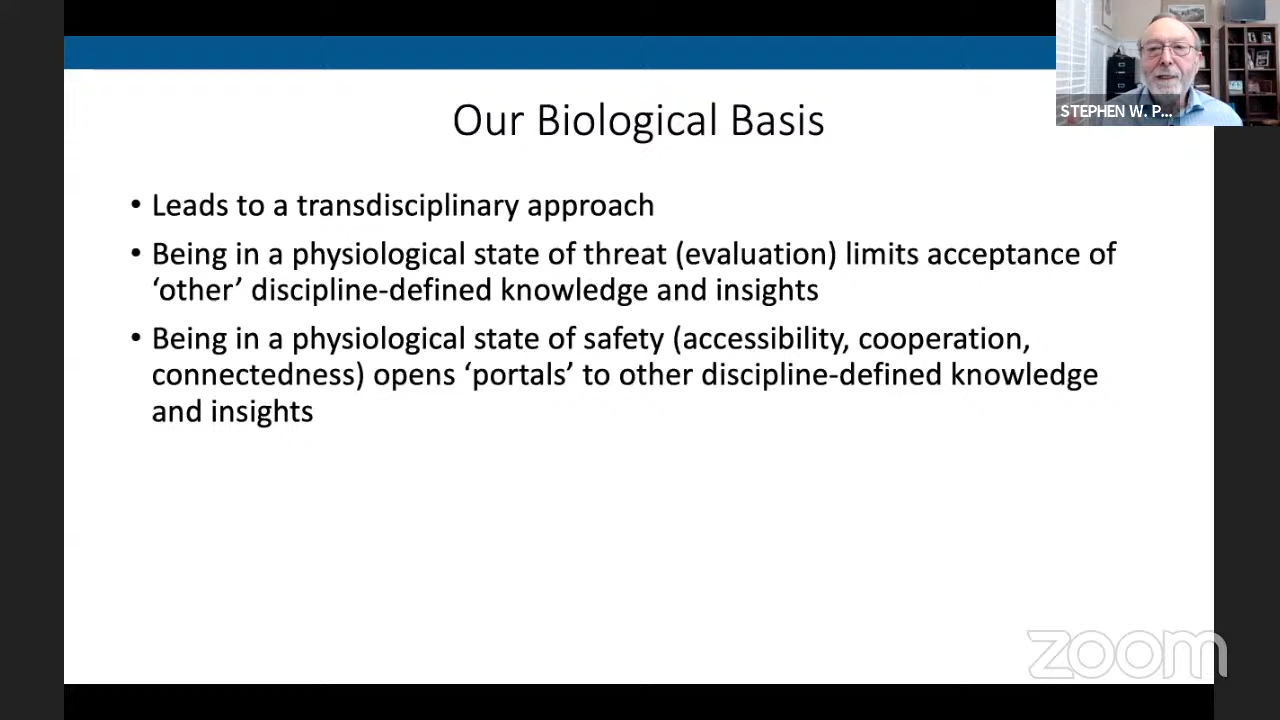 Our Biological Basis
STEPHEN W. P...
• Leads to a transdisciplinary approach
• Being in a physiological state of threat (evaluation) limits acceptance of
‘other’ discipline-defined knowledge and insights
• Being in a physiological state of safety (accessibility, cooperation,
connectedness) opens ‘portals’ to other discipline-defined knowledge
and insights
zoom